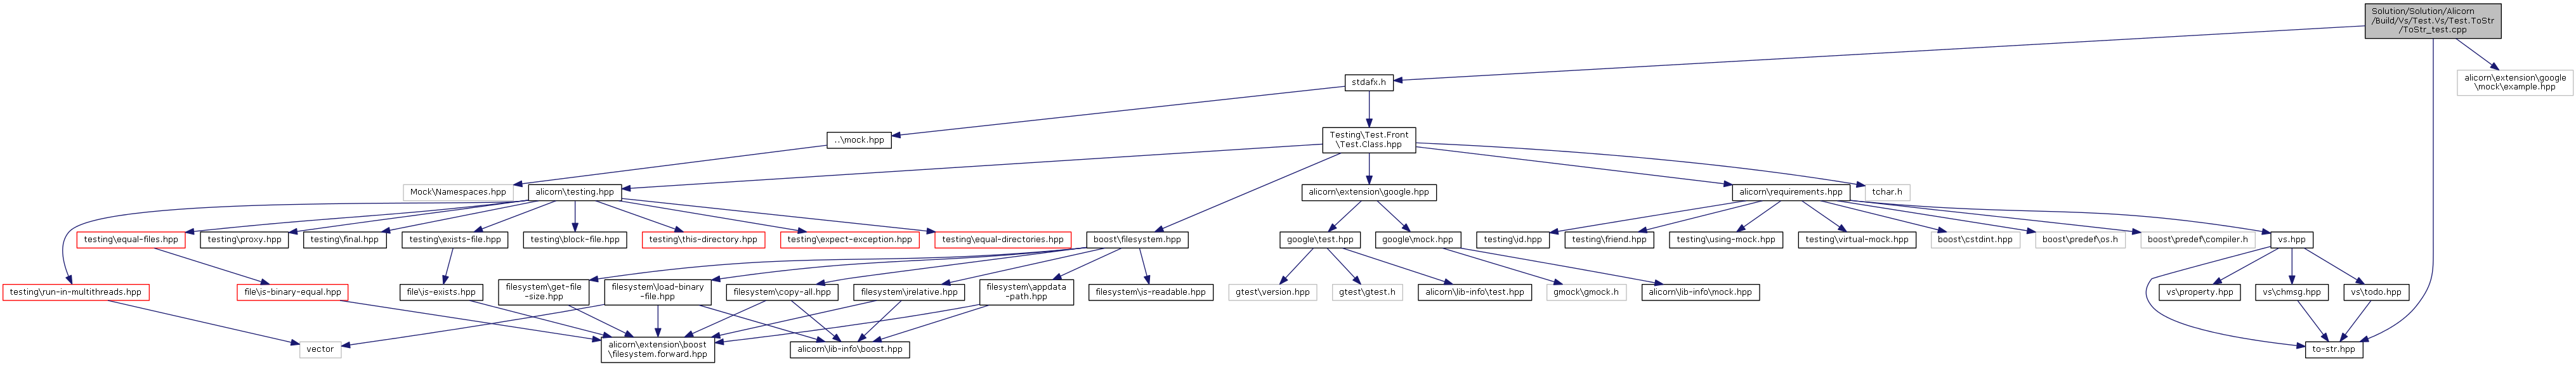 Solution/Solution/Alicorn
/Build/Vs/Test.Vs/Test.ToStr
/ToStr_test.cpp
stdafx.h
alicorn\extension\google
\mock\example.hpp
..\mock.hpp
Testing\Test.Front
\Test.Class.hpp
Mock\Namespaces.hpp
alicorn\testing.hpp
alicorn\extension\google.hpp
alicorn\requirements.hpp
tchar.h
testing\equal-files.hpp
testing\proxy.hpp
testing\final.hpp
testing\exists-file.hpp
testing\block-file.hpp
testing\this-directory.hpp
testing\expect-exception.hpp
testing\equal-directories.hpp
boost\filesystem.hpp
google\test.hpp
google\mock.hpp
testing\id.hpp
testing\friend.hpp
testing\using-mock.hpp
testing\virtual-mock.hpp
boost\cstdint.hpp
boost\predef\os.h
boost\predef\compiler.h
vs.hpp
testing\run-in-multithreads.hpp
file\is-binary-equal.hpp
file\is-exists.hpp
filesystem\get-file
-size.hpp
filesystem\load-binary
-file.hpp
filesystem\copy-all.hpp
filesystem\relative.hpp
filesystem\appdata
-path.hpp
filesystem\is-readable.hpp
gtest\version.hpp
gtest\gtest.h
alicorn\lib-info\test.hpp
gmock\gmock.h
alicorn\lib-info\mock.hpp
vs\property.hpp
vs\chmsg.hpp
vs\todo.hpp
vector
alicorn\extension\boost
\filesystem.forward.hpp
alicorn\lib-info\boost.hpp
to-str.hpp